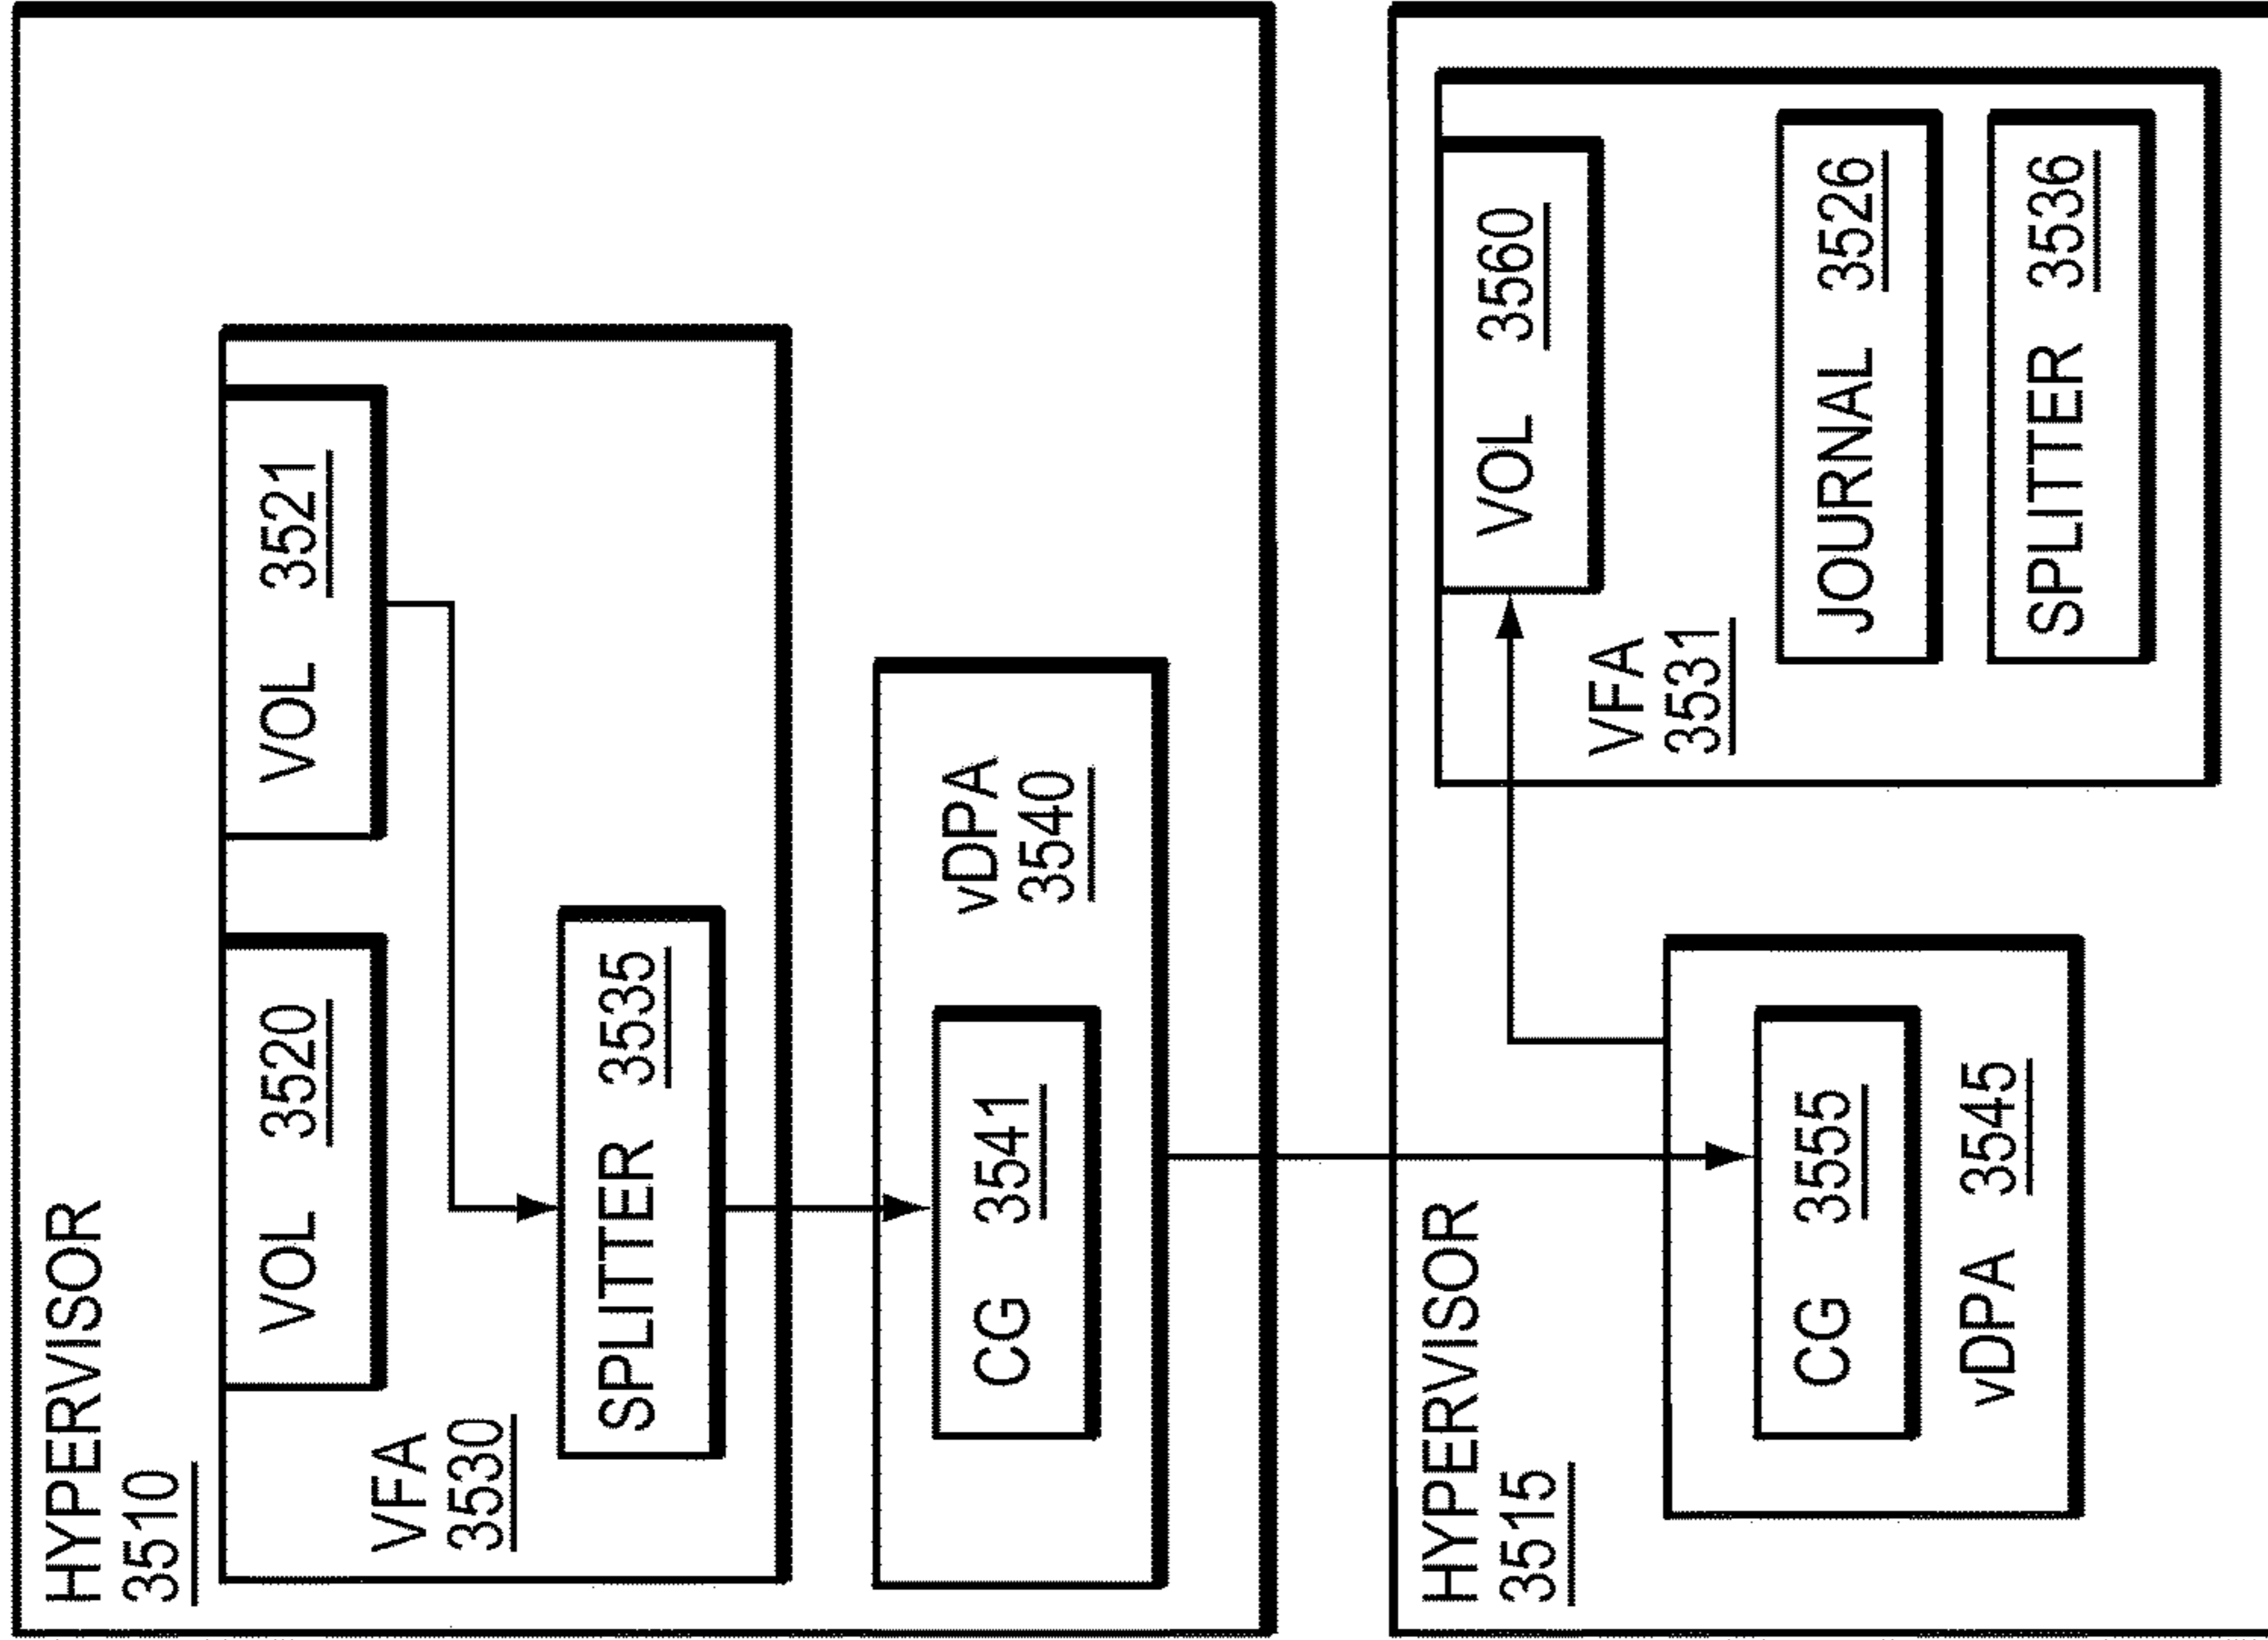 HYPERVISOR
3510
VOL 3520
VOL 3521
VFA
3530
SPLITTER 3535
vDPA
3540
CG 3541
HYPERVISOR
3515
VOL 3560
VFA
3531
JOURNAL 3526
SPLITTER 3536
CG 3555
vDPA 3545